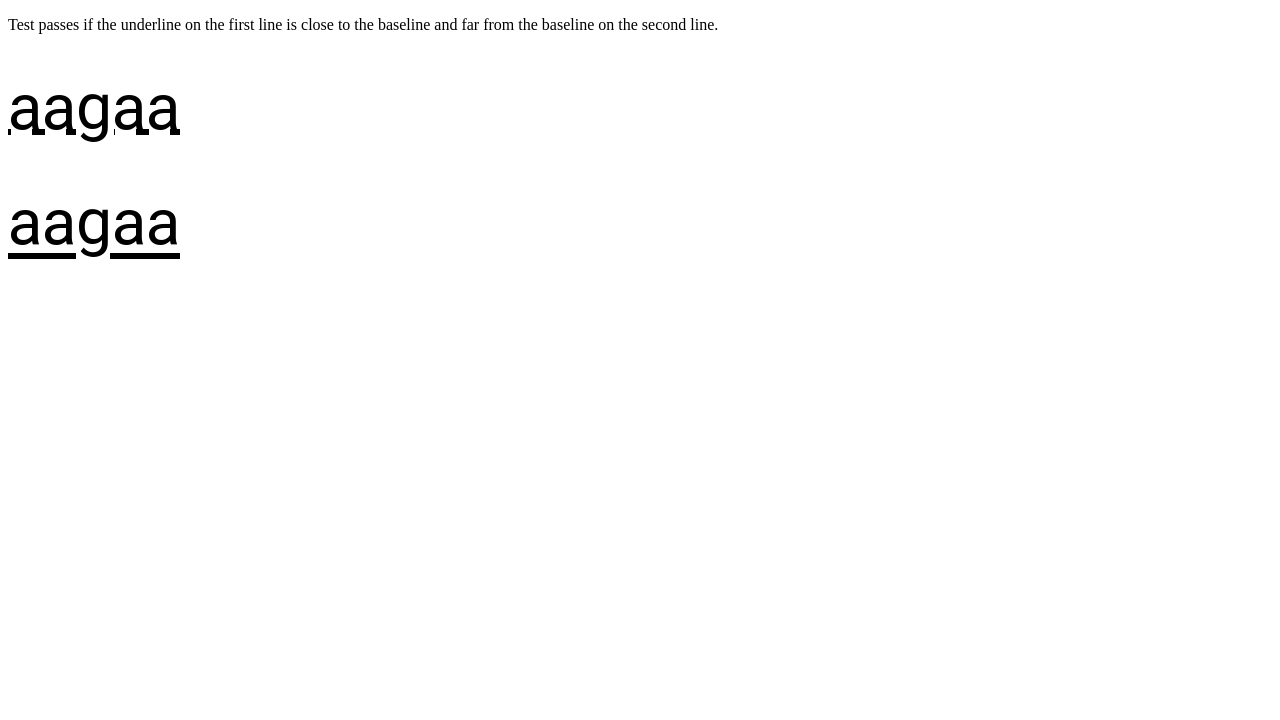 Test passes if the underline on the first line is close to the baseline and far from the baseline on the second line.
aagaa
aagaa